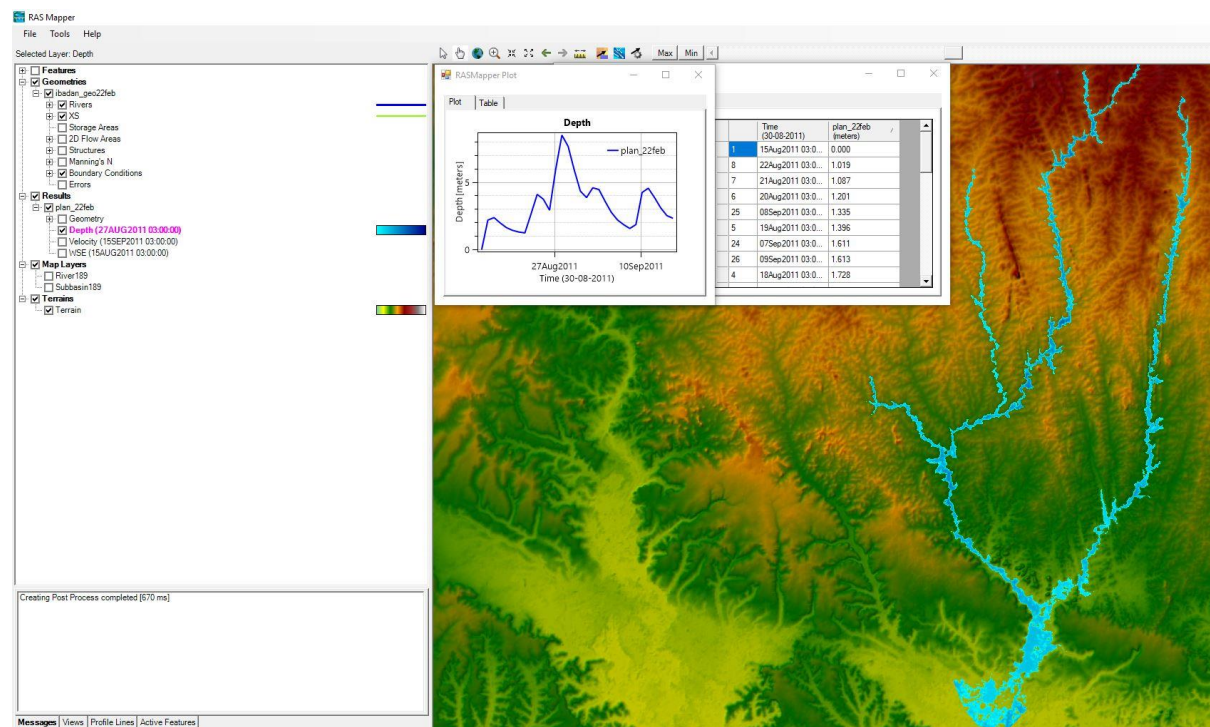 RAS Mapper
File Tools Help
Selected Layer: Depth
Max Min
Features
Geometries
ibadan_geo22feb
Rivers
XS
Storage Areas
2D Flow Areas
Structures
Manning's N
Boundary Conditions
Errors
Results
plan_22feb
Geometry
Depth (27AUG2011 03:00:00)
Velocity (15SEP2011 03:00:00)
WSE (15AUG2011 03:00:00)
Map Layers
River189
Subbasin189
Terrains
Terrain
RASMapper Plot
Plot Table
Depth
plan_22feb
Depth [meters]
5
0
27Aug2011 10Sep2011
Time (30-08-2011)
Time (30-08-2011) plan_22feb (meters)
1 15Aug2011 03:0... 0.000
8 22Aug2011 03:0... 1.019
7 21Aug2011 03:0... 1.087
6 20Aug2011 03:0... 1.201
25 08Sep2011 03:0... 1.335
5 19Aug2011 03:0... 1.396
24 07Sep2011 03:0... 1.611
26 09Sep2011 03:0... 1.613
4 18Aug2011 03:0... 1.728
Creating Post Process completed [670 ms]
Messages Views Profile Lines Active Features